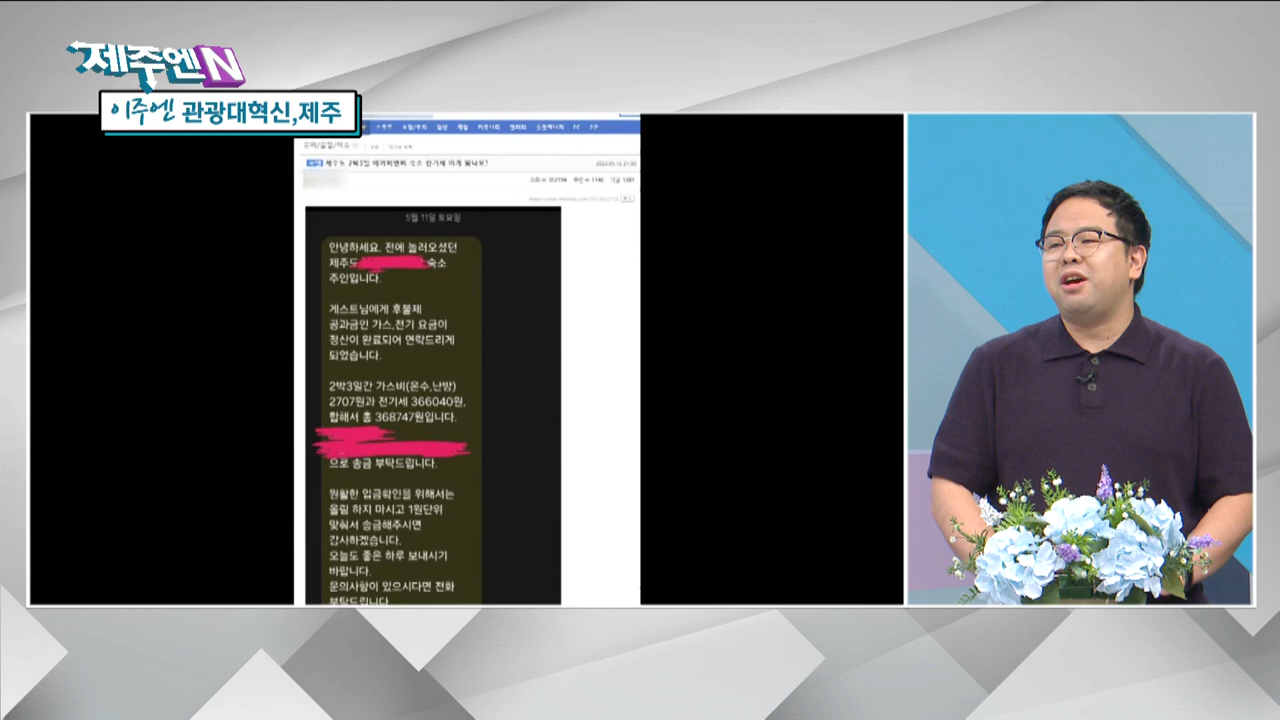 제주엔N
이주엔 관광대혁신,제주
제주도 2박3일 에어비앤비 숙소 전기세 이게 맞나요?
5월 11일 토요일
안녕하세요. 전에 놀러오셨던
제주도 숙소
주인입니다.
게스트님에게 후불제
공과금인 가스,전기 요금이
정산이 완료되어 연락드리게
되었습니다.
2박3일간 가스비(온수,난방)
2707원과 전기세 366040원,
합해서 총 368747원입니다.
으로 송금 부탁드립니다.
원활한 입금확인을 위해서는
올림 하지 마시고 1원단위
맞춰서 송금해주시면
감사하겠습니다.
오늘도 좋은 하루 보내시기
바랍니다.
문의사항이 있으시다면 전화
부탁드립니다